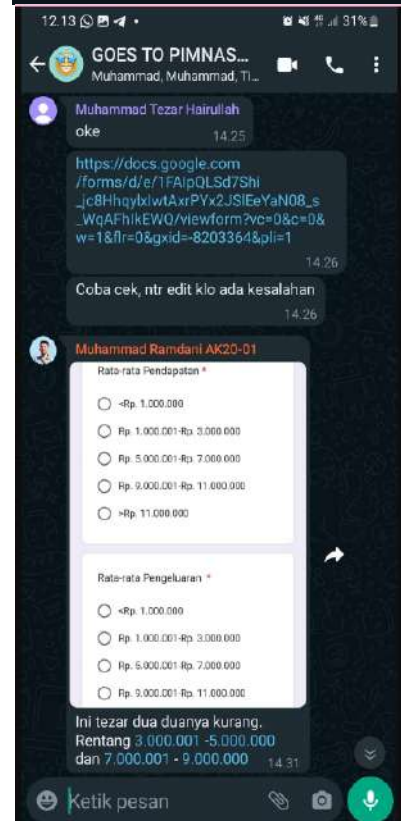 12.13
31%
GOES TO PIMNAS...
Muhammad, Muhammad, Ti...
Muhammad Tezar Hairullah
oke
14.25
https://docs.google.com
/forms/d/e/1FAIpQLSd7Shi
_jc8HhqylxIwtAxrPYx2JSlEeYaN08_s
_WqAFhIkEWQ/viewform?vc=0&c=0&
w=1&flr=0&gxid=-8203364&pli=1
14.26
Coba cek, ntr edit klo ada kesalahan
14.26
Muhammad Ramdani AK20-01
Rata-rata Pendapatan *
<Rp. 1.000.000
Rp. 1.000.001-Rp. 3.000.000
Rp. 5.000.001-Rp. 7.000.000
Rp. 9.000.001-Rp. 11.000.000
>Rp. 11.000.000
Rata-rata Pengeluaran *
<Rp. 1.000.000
Rp. 1.000.001-Rp. 3.000.000
Rp. 5.000.001-Rp. 7.000.000
Rp. 9.000.001-Rp. 11.000.000
Ini tezar dua duanya kurang.
Rentang 3.000.001 -5.000.000
dan 7.000.001 - 9.000.000
14.31
Ketik pesan